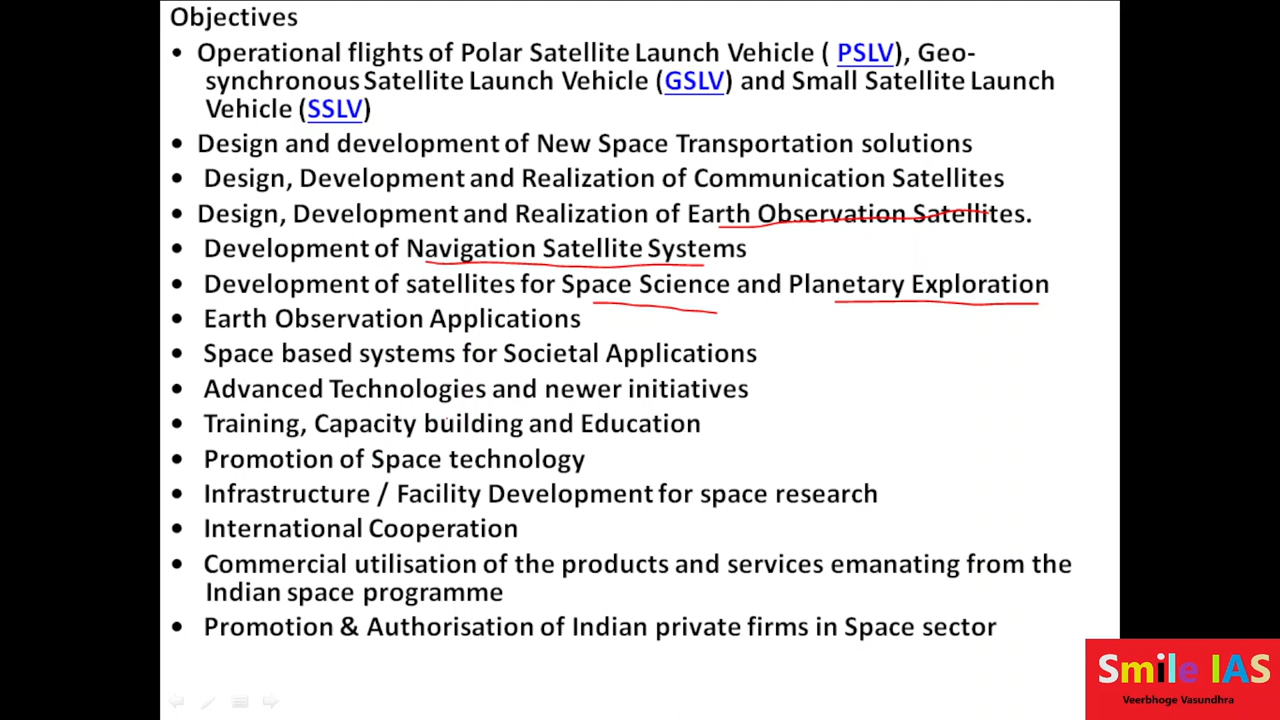 Objectives
• Operational flights of Polar Satellite Launch Vehicle ( PSLV), Geo-
synchronous Satellite Launch Vehicle (GSLV) and Small Satellite Launch
Vehicle (SSLV)
• Design and development of New Space Transportation solutions
• Design, Development and Realization of Communication Satellites
• Design, Development and Realization of Earth Observation Satellites.
• Development of Navigation Satellite Systems
• Development of satellites for Space Science and Planetary Exploration
• Earth Observation Applications
• Space based systems for Societal Applications
• Advanced Technologies and newer initiatives
• Training, Capacity building and Education
• Promotion of Space technology
• Infrastructure / Facility Development for space research
• International Cooperation
• Commercial utilisation of the products and services emanating from the
Indian space programme
• Promotion & Authorisation of Indian private firms in Space sector
Smile IAS
Veerbhoge Vasundhra